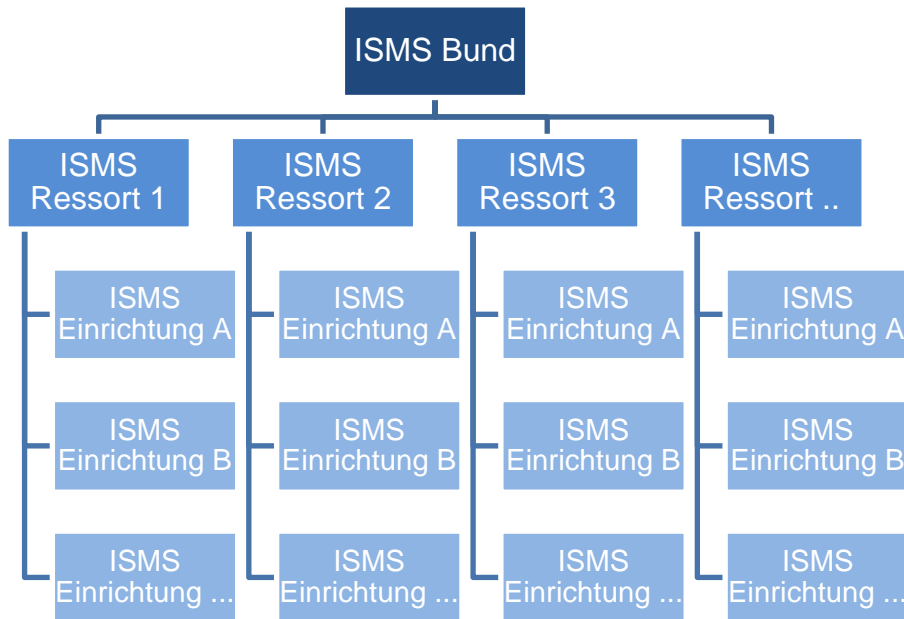 ISMS Bund
ISMS
Ressort 1
ISMS
Einrichtung A
ISMS
Einrichtung B
ISMS
Einrichtung ...
ISMS
Ressort 2
ISMS
Einrichtung A
ISMS
Einrichtung B
ISMS
Einrichtung ...
ISMS
Ressort 3
ISMS
Einrichtung A
ISMS
Einrichtung B
ISMS
Einrichtung ...
ISMS
Ressort ..
ISMS
Einrichtung A
ISMS
Einrichtung B
ISMS
Einrichtung ...